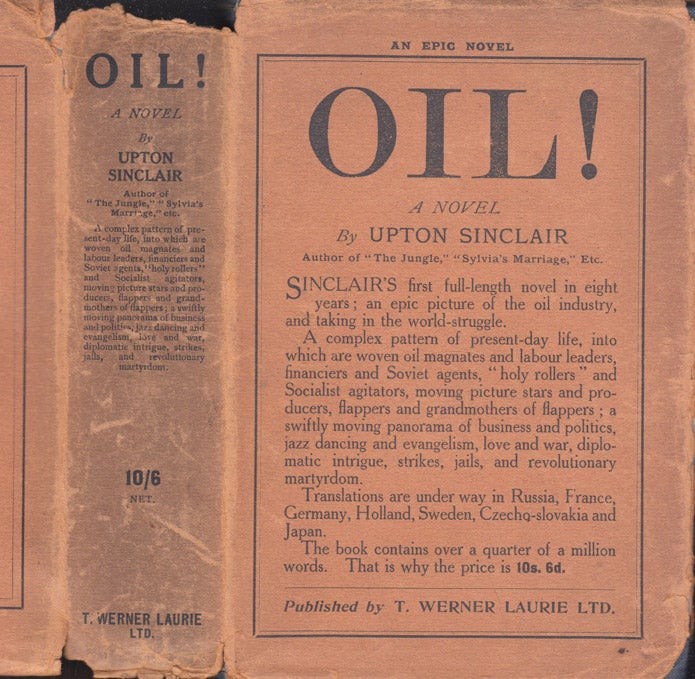 OIL!
A NOVEL
By
UPTON
SINCLAIR
Author of
"The Jungle," "Sylvia's
Marriage," etc.
A complex pattern of pre-
sent-day life, into which are
woven oil magnates and
labour leaders, financiers and
Soviet agents, "holy rollers"
and Socialist agitators,
moving picture stars and pro-
ducers, flappers and grand-
mothers of flappers; a swiftly
moving panorama of business
and politics, jazz dancing and
evangelism, love and war,
diplomatic intrigue, strikes,
jails, and revolutionary
martyrdom.
10/6
NET.
T. WERNER LAURIE
LTD.
AN EPIC NOVEL
OIL!
A NOVEL
By UPTON SINCLAIR
Author of "The Jungle," "Sylvia's Marriage," Etc.
SINCLAIR'S first full-length novel in eight
years; an epic picture of the oil industry,
and taking in the world-struggle.
A complex pattern of present-day life, into
which are woven oil magnates and labour leaders,
financiers and Soviet agents, "holy rollers" and
Socialist agitators, moving picture stars and pro-
ducers, flappers and grandmothers of flappers; a
swiftly moving panorama of business and politics,
jazz dancing and evangelism, love and war, diplo-
matic intrigue, strikes, jails, and revolutionary
martyrdom.
Translations are under way in Russia, France,
Germany, Holland, Sweden, Czecho-slovakia and
Japan.
The book contains over a quarter of a million
words. That is why the price is 10s. 6d.
Published by T. WERNER LAURIE LTD.